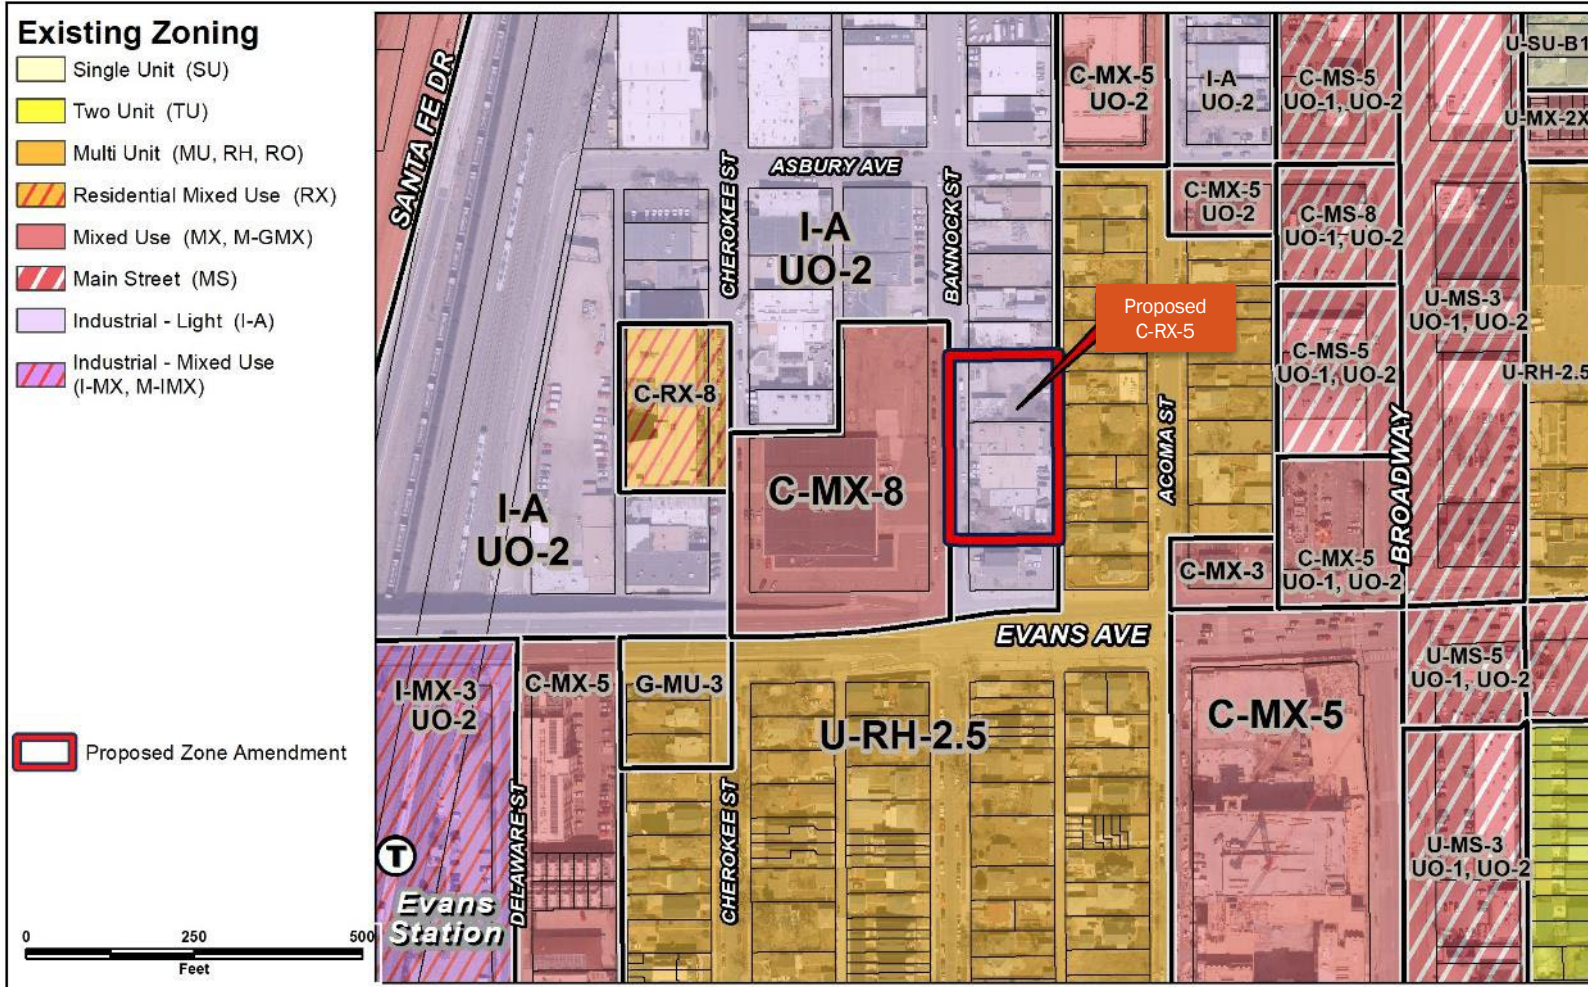 Existing Zoning
Single Unit (SU)
Two Unit (TU)
Multi Unit (MU, RH, RO)
Residential Mixed Use (RX)
Mixed Use (MX, M-GMX)
Main Street (MS)
Industrial - Light (I-A)
Industrial - Mixed Use
(I-MX, M-IMX)
Proposed Zone Amendment
0 250 500
Feet
SANTA FE DR
CHEROKEE ST
ASBURY AVE
BANNOCK ST
I-A
UO-2
C-MX-5
UO-2
I-A
UO-2
C-MS-5
UO-1, UO-2
U-SU-B1
U-MX-2X
C-MX-5
UO-2
C-MS-8
UO-1, UO-2
Proposed
C-RX-5
U-MS-3
UO-1, UO-2
C-MS-5
UO-1, UO-2
U-RH-2.5
C-RX-8
C-MX-8
I-A
UO-2
ACOMA ST
BROADWAY
C-MX-3
C-MX-5
UO-1, UO-2
EVANS AVE
I-MX-3
UO-2
C-MX-5
G-MU-3
U-RH-2.5
C-MX-5
U-MS-5
UO-1, UO-2
DELAWARE ST
CHEROKEE ST
U-MS-3
UO-1, UO-2
T
Evans
Station